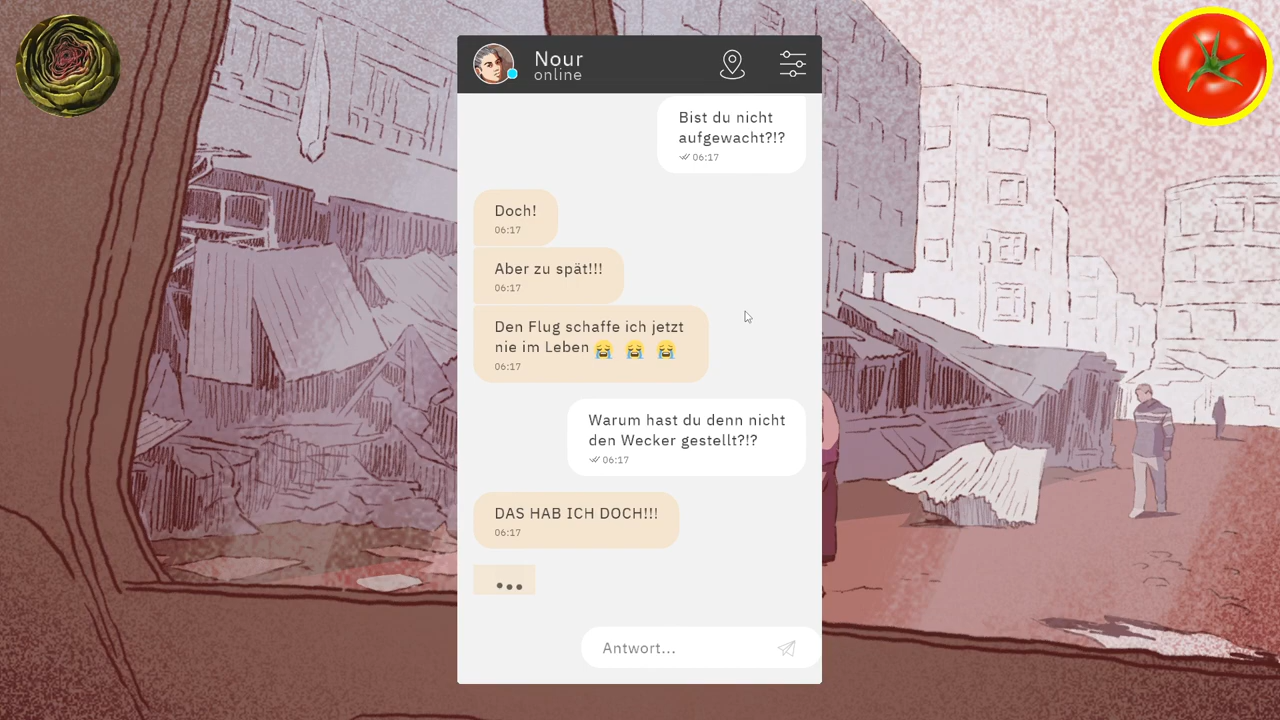 Nour
online
Bist du nicht
aufgewacht?!?
06:17
Doch!
06:17
Aber zu spät!!!
06:17
Den Flug schaffe ich jetzt
nie im Leben 😭 😭 😭
06:17
Warum hast du denn nicht
den Wecker gestellt?!?
06:17
DAS HAB ICH DOCH!!!
06:17
Antwort...